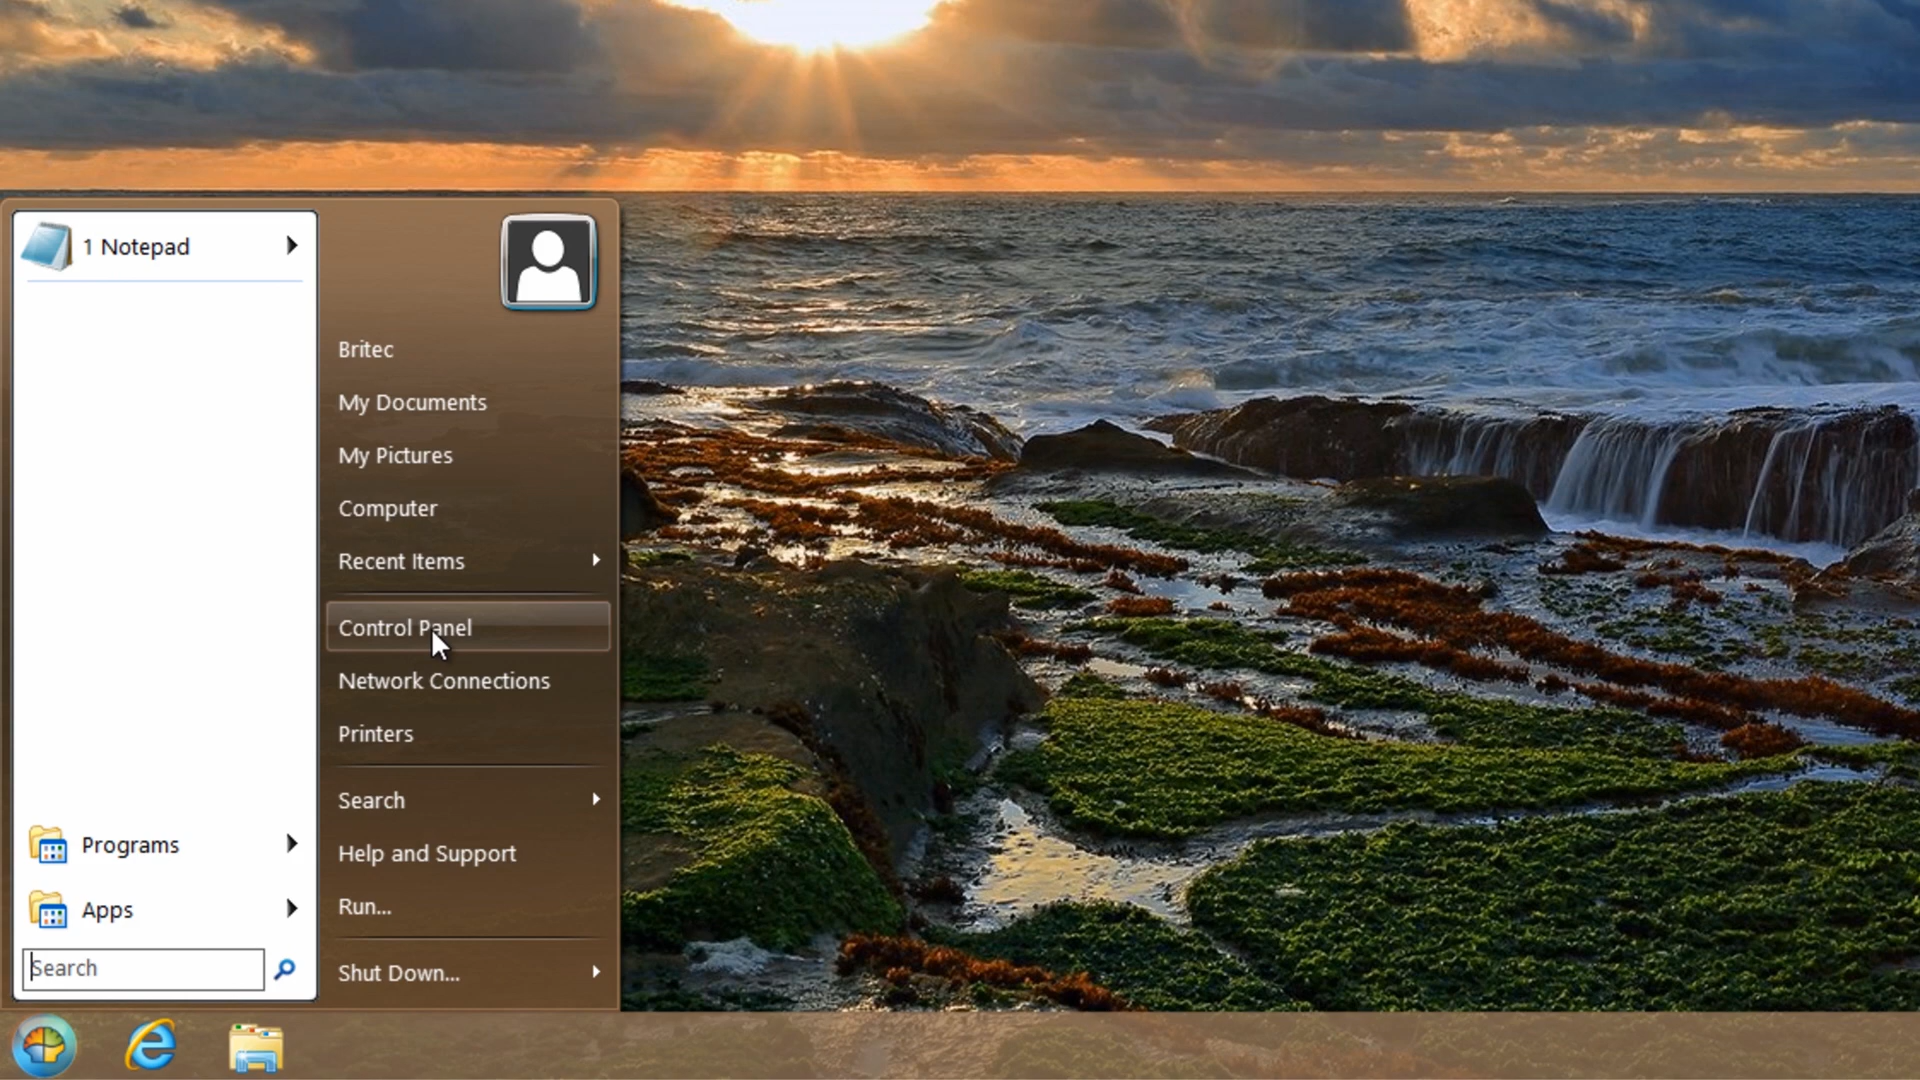 1 Notepad
Programs
Apps
Search
Britec
My Documents
My Pictures
Computer
Recent Items
Control Panel
Network Connections
Printers
Search
Help and Support
Run...
Shut Down...